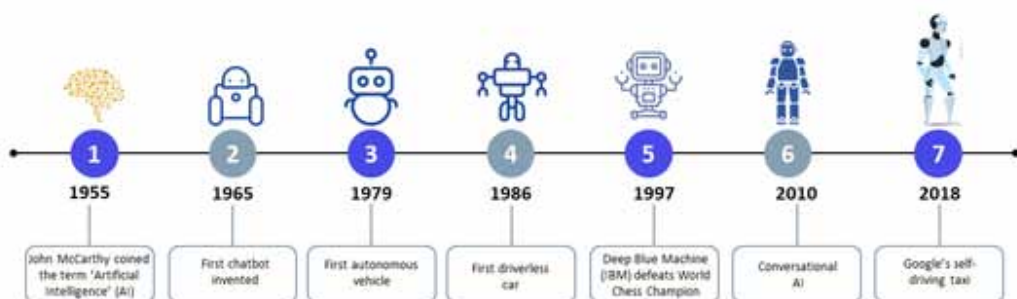 1 2 3 4 5 6 7
1955 1965 1979 1986 1997 2010 2018
John McCarthy coined
the term 'Artificial
Intelligence' (AI)
First chatbot
invented
First autonomous
vehicle
First driverless
car
Deep Blue Machine
(IBM) defeats World
Chess Champion
Conversational
AI
Google's self-
driving taxi